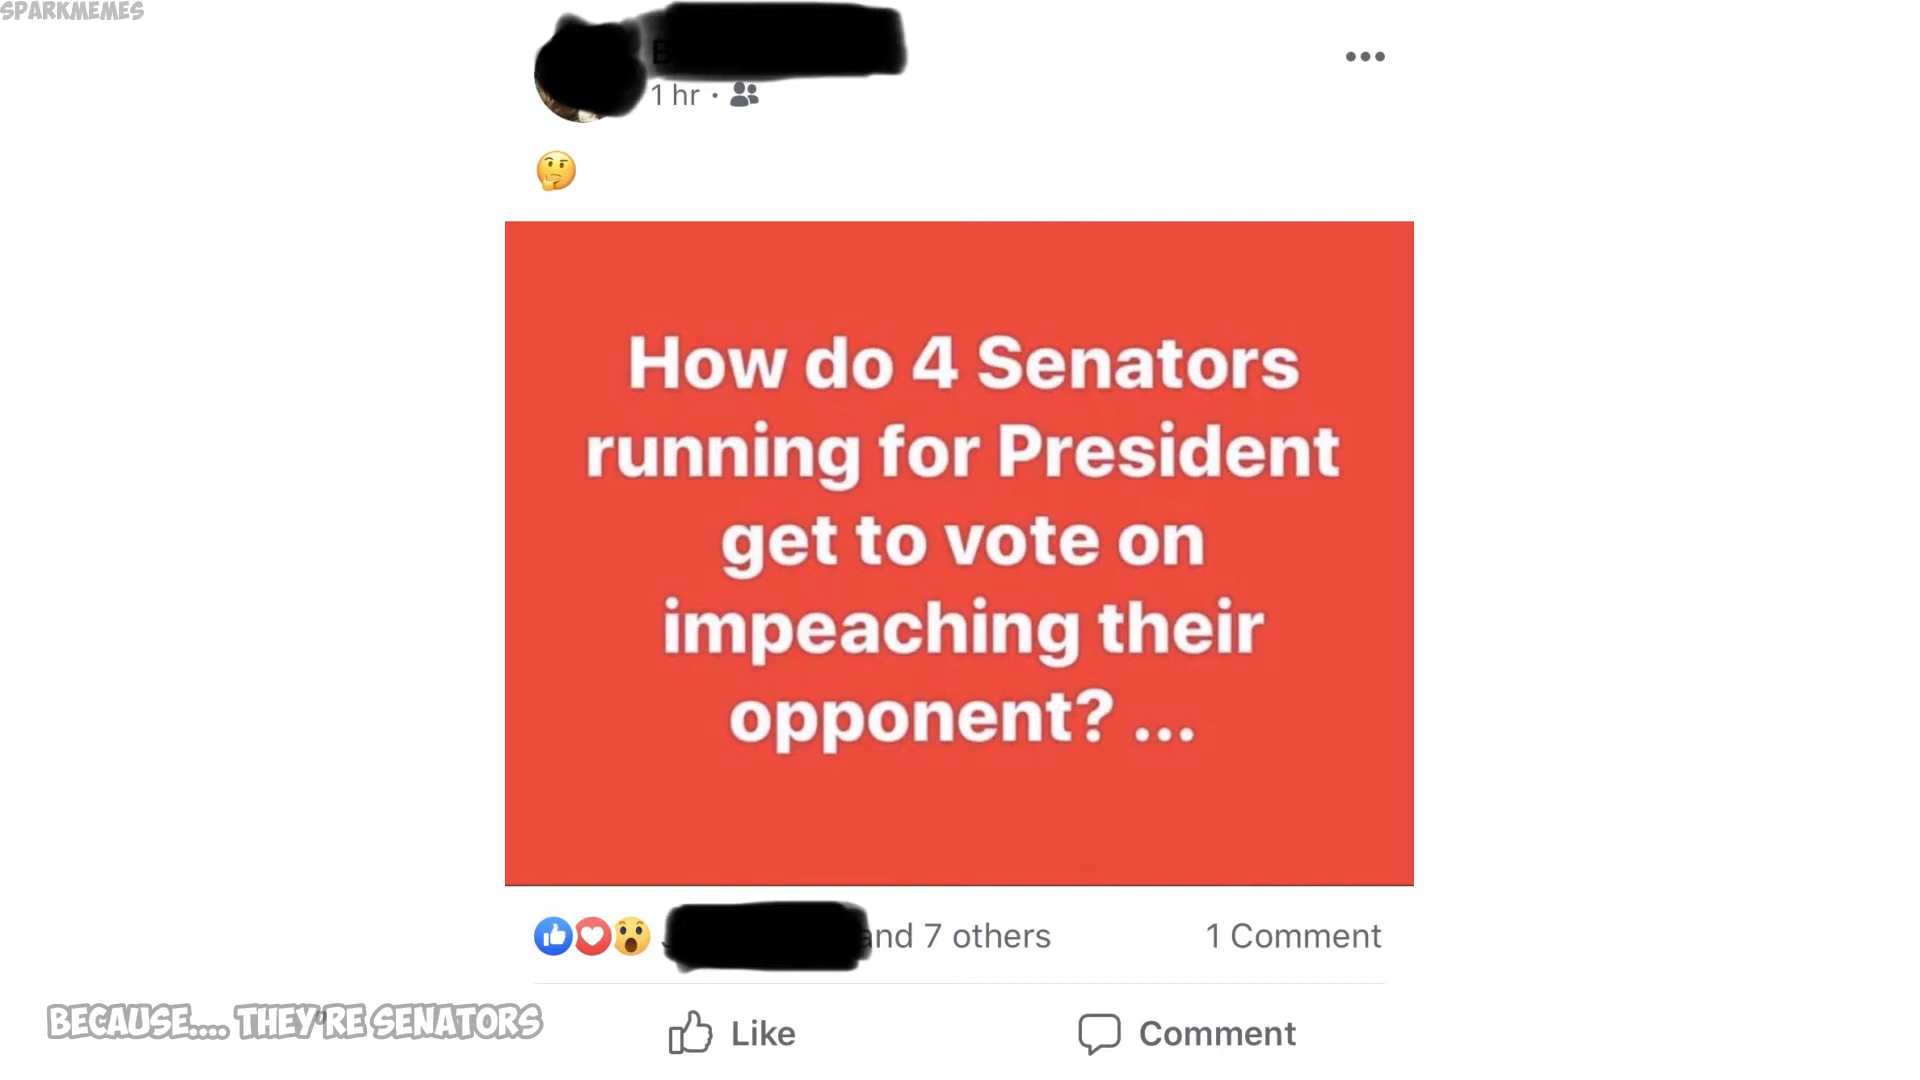 SPARKMEMES
1 hr ·
How do 4 Senators
running for President
get to vote on
impeaching their
opponent? ...
and 7 others
1 Comment
BECAUSE.... THEY'RE SENATORS
Like
Comment